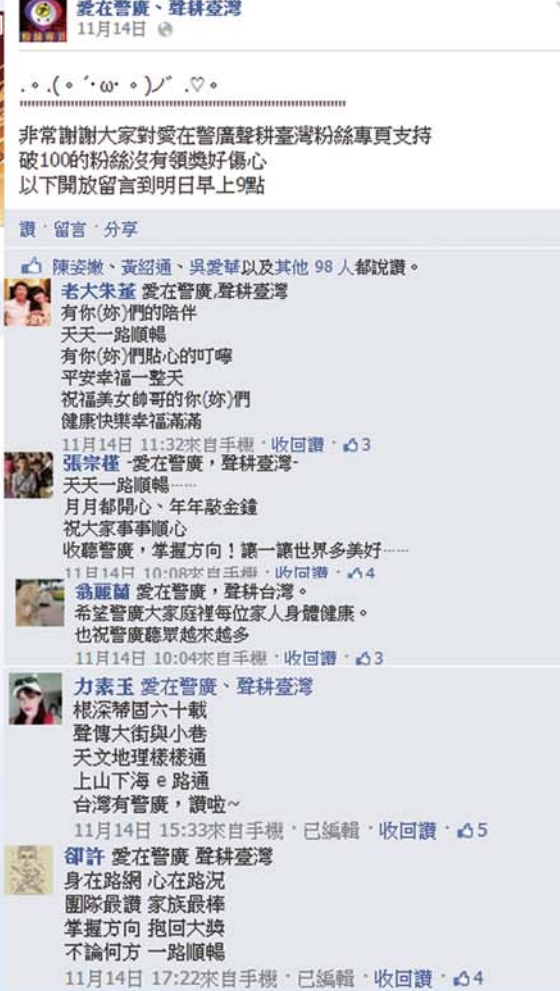 愛在警廣、聲耕臺灣
11月14日
.。.(。ˊ·ω·。)ノ゙ .♡。
""""""""""""""""""""""""""""""""""""""""""""""
非常謝謝大家對愛在警廣聲耕臺灣粉絲專頁支持
破100的粉絲沒有領獎好傷心
以下開放留言到明日早上9點
讚·留言·分享
陳姿嫩、黃紹通、吳愛華以及其他 98 人都說讚。
老大朱堇 愛在警廣,聲耕臺灣
有你(妳)們的陪伴
天天一路順暢
有你(妳)們貼心的叮嚀
平安幸福一整天
祝福美女帥哥的你(妳)們
健康快樂幸福滿滿
11月14日 11:32來自手機·收回讚·3
張宗槿 -愛在警廣,聲耕臺灣-
天天一路順暢……
月月都開心、年年敲金鐘
祝大家事事順心
收聽警廣,掌握方向!讓一讓世界多美好……
11月14日 10:08來自手機·收回讚·4
翁麗蘭 愛在警廣,聲耕台灣。
希望警廣大家庭裡每位家人身體健康。
也祝警廣聽眾越來越多
11月14日 10:04來自手機·收回讚·3
力素玉 愛在警廣、聲耕臺灣
根深蒂固六十載
聲傳大街與小巷
天文地理樣樣通
上山下海 e 路通
台灣有警廣,讚啦~
11月14日 15:33來自手機·已編輯·收回讚·5
卻許 愛在警廣 聲耕臺灣
身在路網 心在路況
團隊最讚 家族最棒
掌握方向 抱回大獎
不論何方 一路順暢
11月14日 17:22來自手機·已編輯·收回讚·4